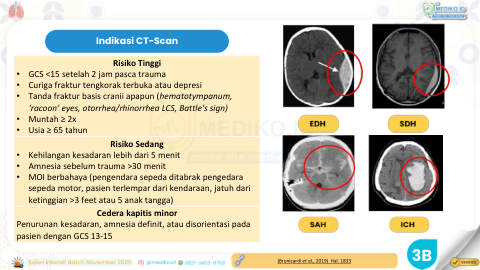 MEDIKO.ID
Indikasi CT-Scan
Risiko Tinggi
• GCS <15 setelah 2 jam pasca trauma
• Curiga fraktur tengkorak terbuka atau depresi
• Tanda fraktur basis cranii apapun (hematotympanum,
‘racoon’ eyes, otorrhea/rhinorrhea LCS, Battle's sign)
• Muntah ≥ 2x
• Usia ≥ 65 tahun
Risiko Sedang
• Kehilangan kesadaran lebih dari 5 menit
• Amnesia sebelum trauma >30 menit
• MOI berbahaya (pengendara sepeda ditabrak pengedara
sepeda motor, pasien terlempar dari kendaraan, jatuh dari
ketinggian >3 feet atau 5 anak tangga)
Cedera kapitis minor
Penurunan kesadaran, amnesia definit, atau disorientasi pada
pasien dengan GCS 13-15
EDH
SDH
SAH
ICH
MEDIKO
(Brunicardi et al., 2019). Hal. 1833
3B